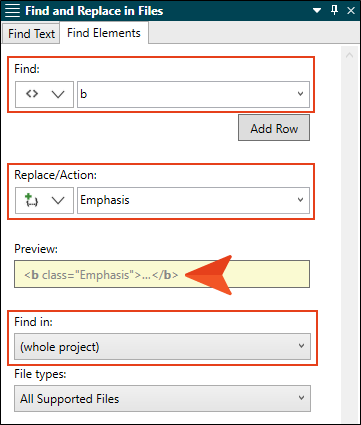 Find and Replace in Files
Find Text Find Elements
Find:
<> b
Add Row
Replace/Action:
Emphasis
Preview:
<b class="Emphasis">...</b>
Find in:
(whole project)
File types:
All Supported Files